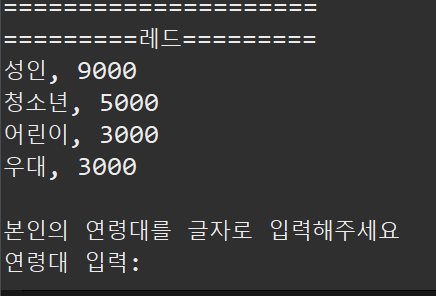 =====================
=========레드=========
성인, 9000
청소년, 5000
어린이, 3000
우대, 3000
본인의 연령대를 글자로 입력해주세요
연령대 입력: